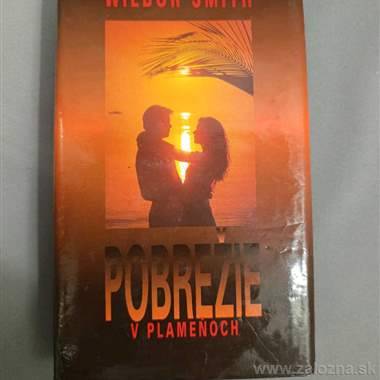 WILBUR SMITH
POBREŽIE
V PLAMEŇOCH
www.zalozna.sk